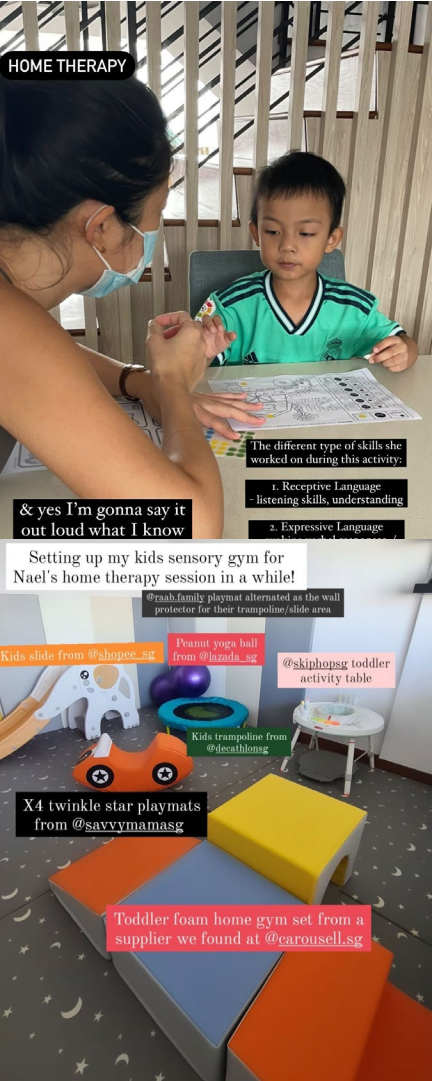 HOME THERAPY
The different type of skills she
worked on during this activity:
1. Receptive Language
- listening skills, understanding
& yes I'm gonna say it
out loud what I know
2. Expressive Language
Setting up my kids sensory gym for
Nael's home therapy session in a while!
@raab.family playmat alternated as the wall
protector for their trampoline/slide area
Kids slide from @shopee_sg
Peanut yoga ball
from @lazada_sg
@skiphopsg toddler
activity table
Kids trampoline from
@decathlonsg
X4 twinkle star playmats
from @savvymamasg
Toddler foam home gym set from a
supplier we found at @carousell.sg